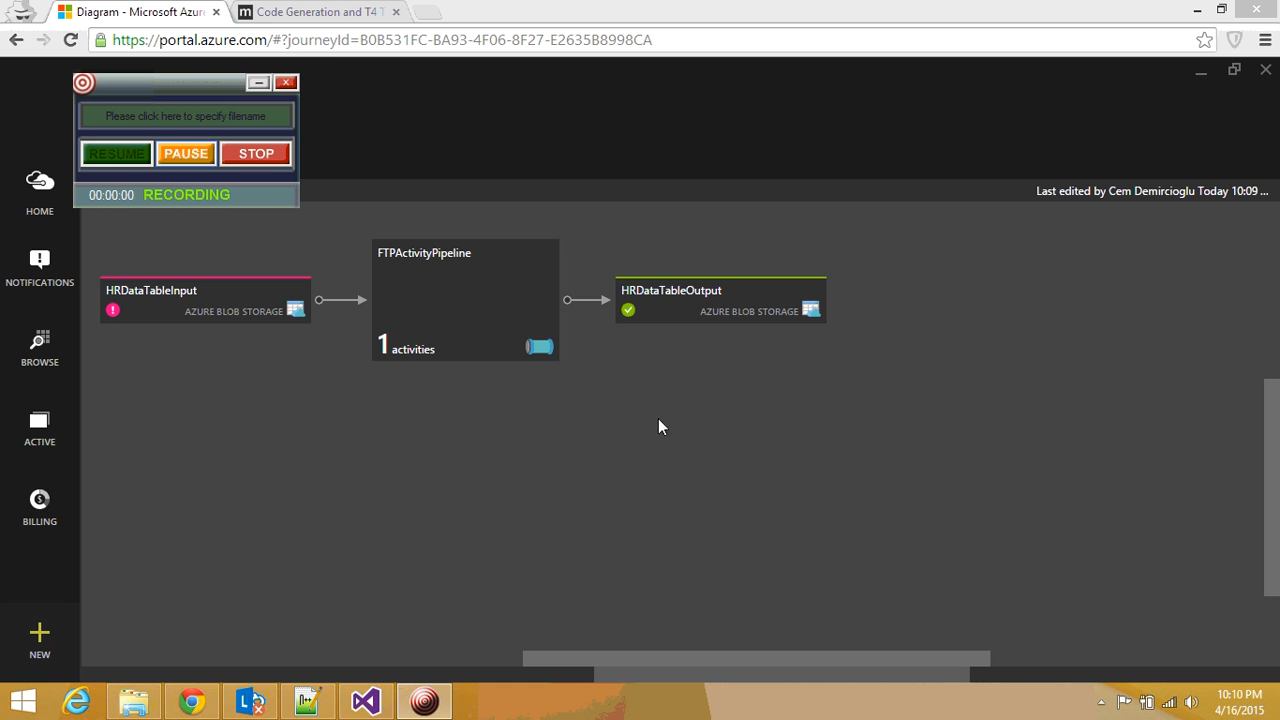 Diagram - Microsoft Azure
Code Generation and T4 T
https://portal.azure.com/#?journeyId=B0B531FC-BA93-4F06-8F27-E2635B8998CA
Please click here to specify filename
RESUME PAUSE STOP
00:00:00 RECORDING
Last edited by Cem Demircioglu Today 10:09 ...
HOME
NOTIFICATIONS
BROWSE
ACTIVE
BILLING
NEW
HRDataTableInput
AZURE BLOB STORAGE
FTPActivityPipeline
1 activities
HRDataTableOutput
AZURE BLOB STORAGE
10:10 PM
4/16/2015